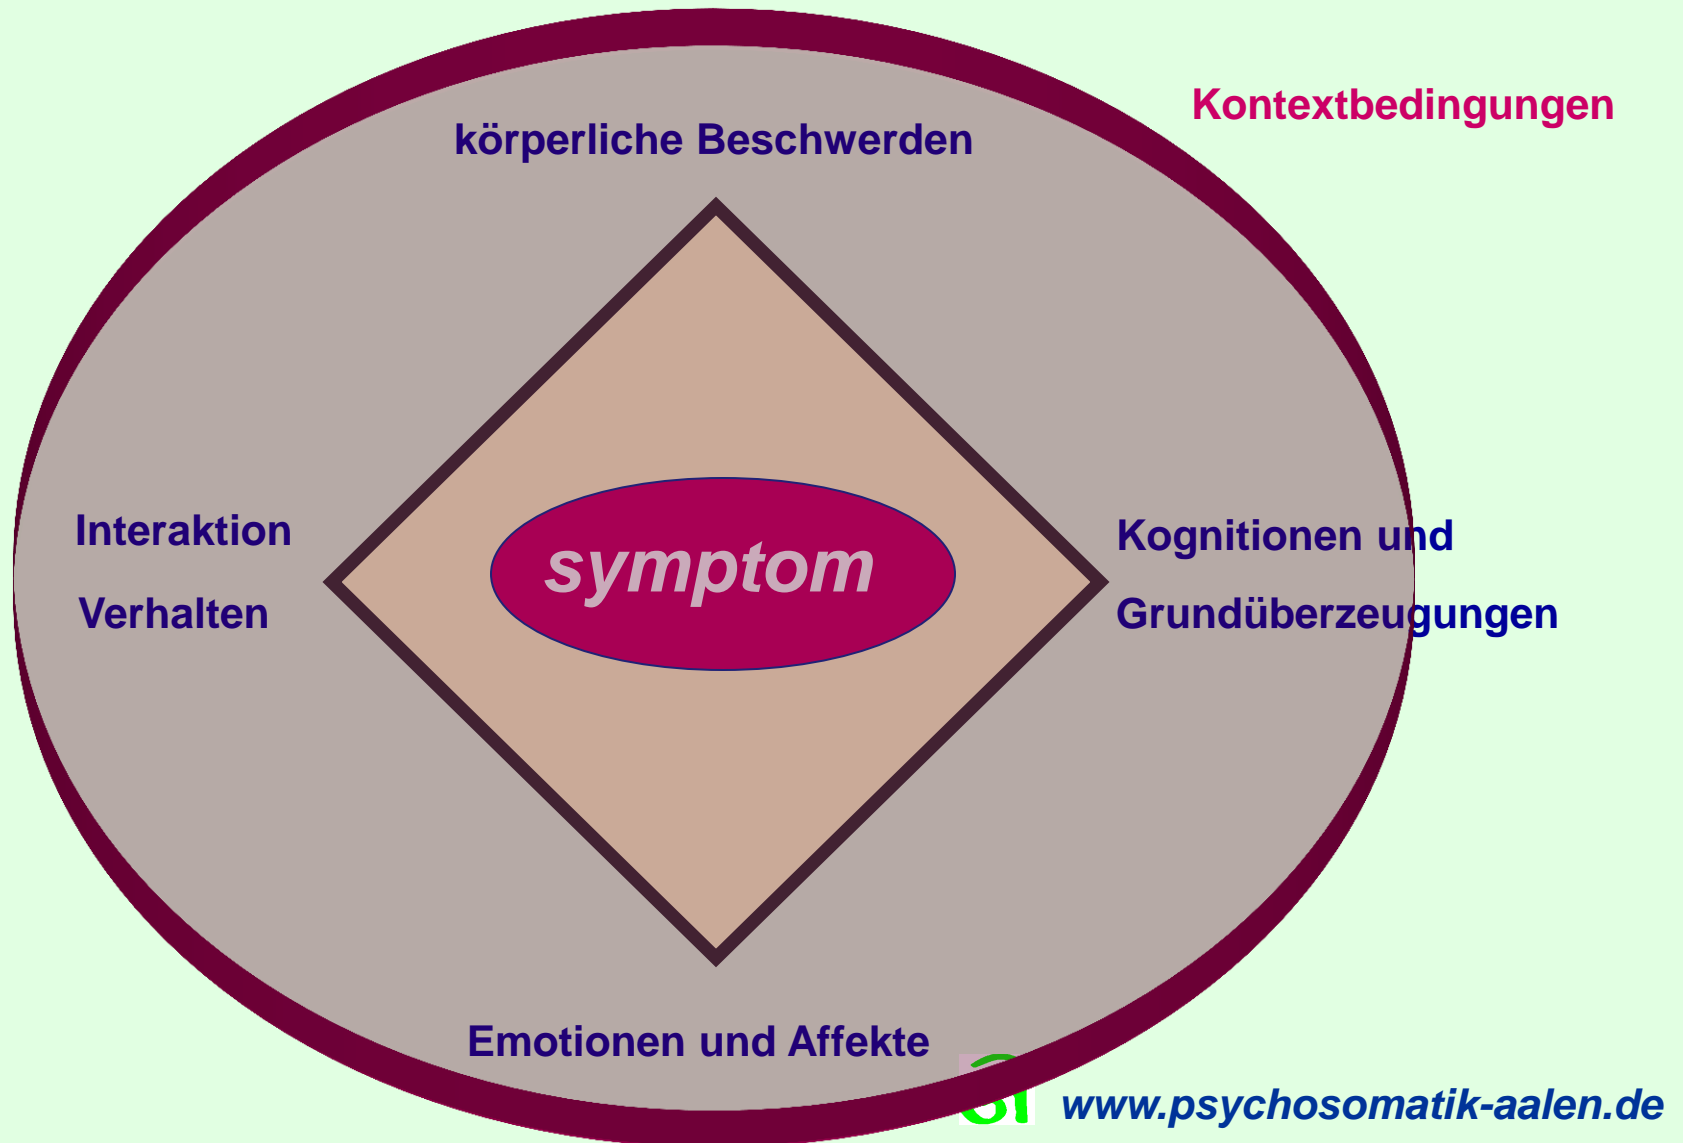 Kontextbedingungen
körperliche Beschwerden
Interaktion
Verhalten
symptom
Kognitionen und
Grundüberzeugungen
Emotionen und Affekte
www.psychosomatik-aalen.de